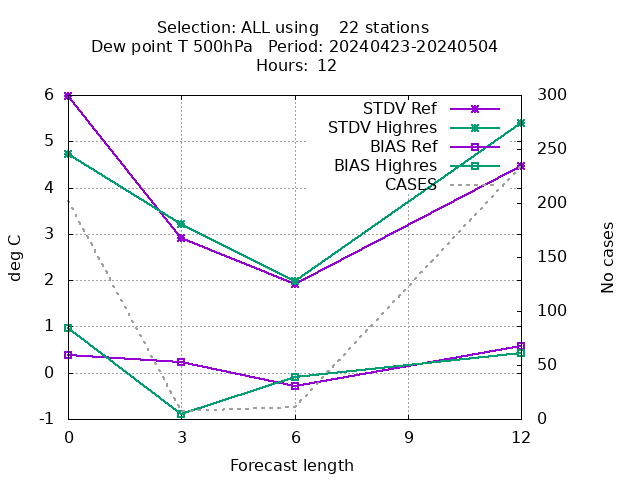 Selection: ALL using    22 stations
Dew point T 500hPa   Period: 20240423-20240504
Hours: 12
STDV Ref
STDV Highres
BIAS Ref
BIAS Highres
CASES
6
5
4
3
2
1
0
-1
deg C
300
250
200
150
100
50
0
No cases
0
3
6
9
12
Forecast length